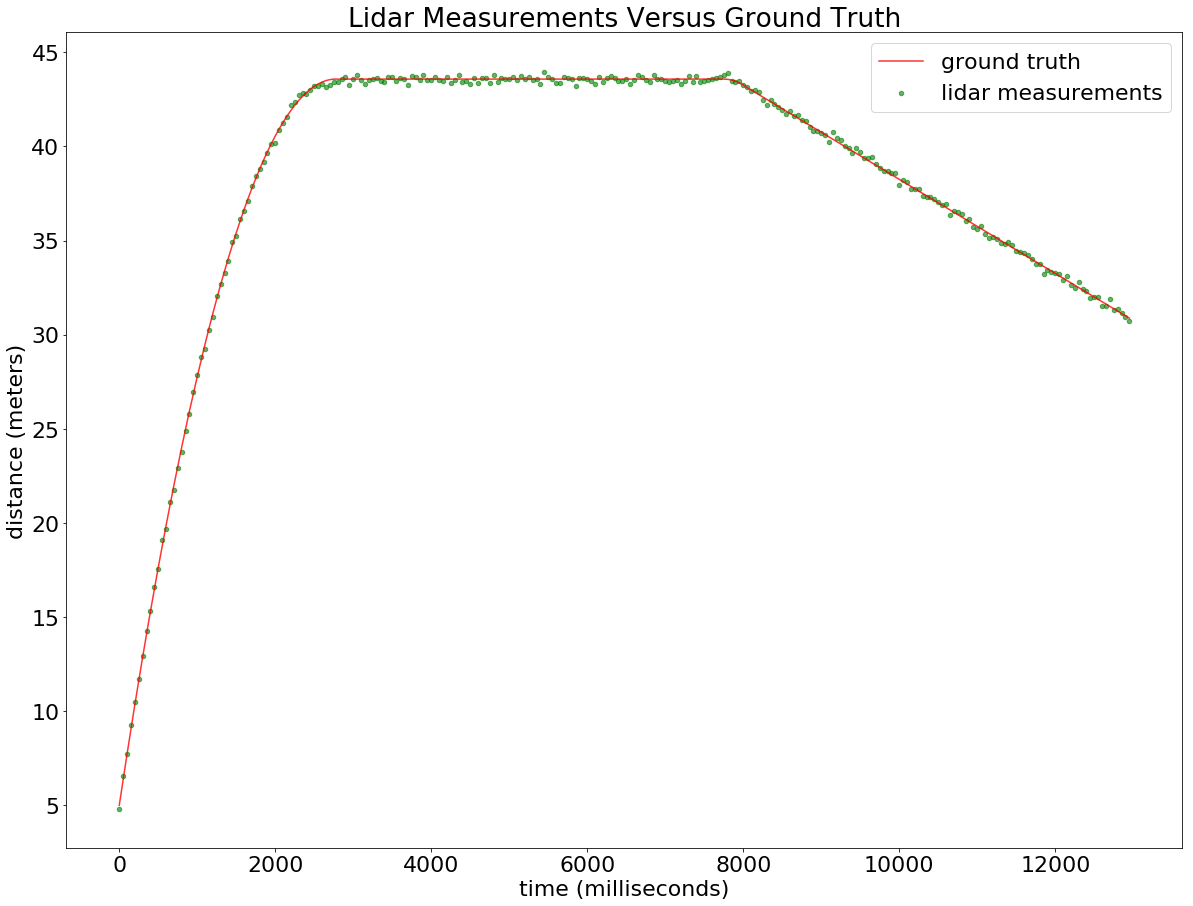 Lidar Measurements Versus Ground Truth
ground truth
lidar measurements
45
40
35
30
25
20
15
10
5
distance (meters)
0 2000 4000 6000 8000 10000 12000
time (milliseconds)